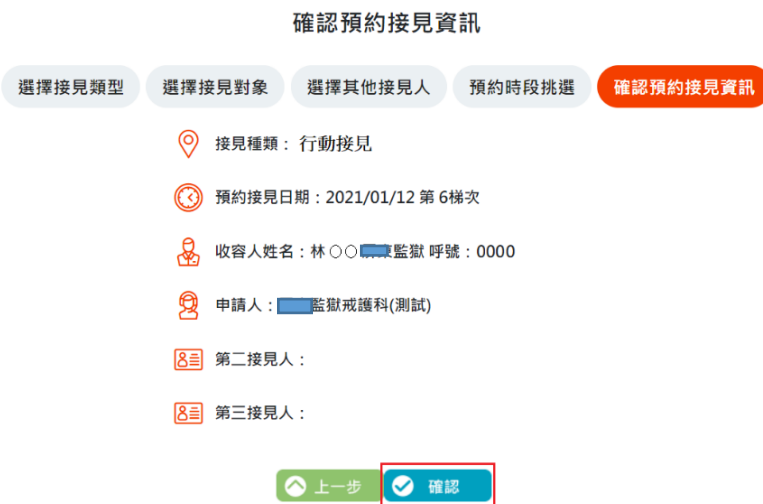 確認預約接見資訊
選擇接見類型 選擇接見對象 選擇其他接見人 預約時段挑選 確認預約接見資訊
接見種類： 行動接見
預約接見日期：2021/01/12 第 6梯次
收容人姓名：林○○監獄 呼號：0000
申請人：監獄戒護科(測試)
第二接見人：
第三接見人：
上一步 確認